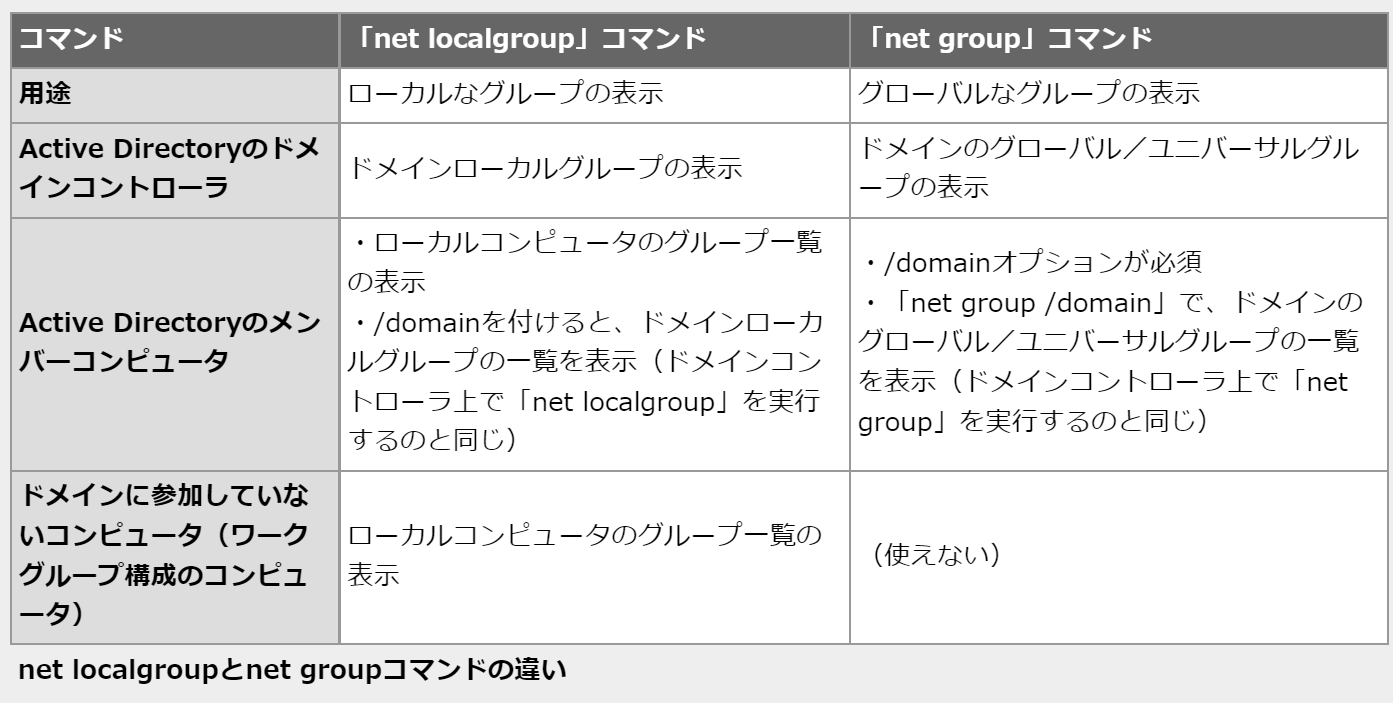 コマンド
「net localgroup」コマンド
「net group」コマンド
用途
ローカルなグループの表示
グローバルなグループの表示
Active Directoryのドメ
インコントローラ
ドメインローカルグループの表示
ドメインのグローバル／ユニバーサルグル
ープの表示
Active Directoryのメン
バーコンピュータ
・ローカルコンピュータのグループ一覧
の表示
・/domainを付けると、ドメインローカ
ルグループの一覧を表示（ドメインコン
トローラ上で「net localgroup」を実行
するのと同じ）
・/domainオプションが必須
・「net group /domain」で、ドメインの
グローバル／ユニバーサルグループの一覧
を表示（ドメインコントローラ上で「net
group」を実行するのと同じ）
ドメインに参加していな
いコンピュータ（ワーク
グループ構成のコンピュ
ータ）
ローカルコンピュータのグループ一覧の
表示
（使えない）
net localgroupとnet groupコマンドの違い